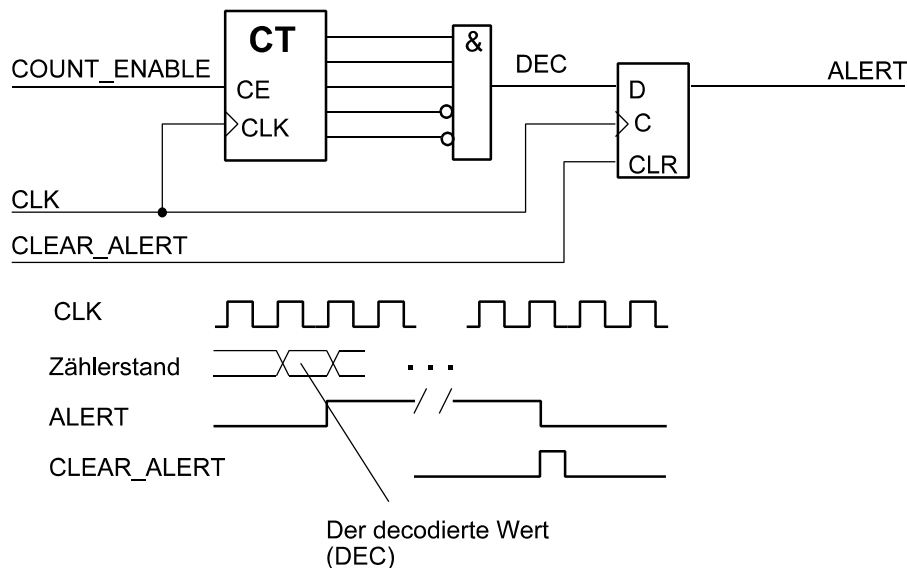 CT
&
COUNT_ENABLE
DEC
ALERT
CE
D
CLK
C
CLR
CLK
CLEAR_ALERT
CLK
Zählerstand
. . .
ALERT
CLEAR_ALERT
Der decodierte Wert
(DEC)